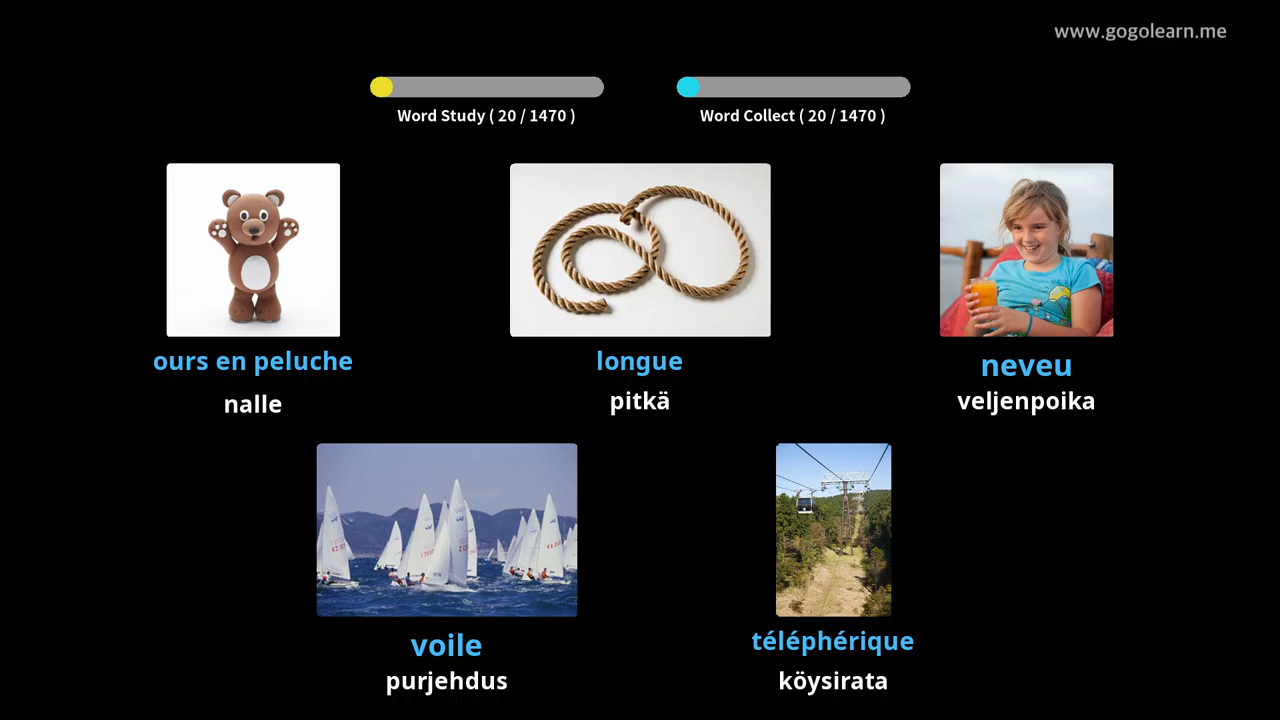 www.gogolearn.me
Word Study ( 20 / 1470 )
Word Collect ( 20 / 1470 )
ours en peluche
nalle
longue
pitkä
neveu
veljenpoika
voile
purjehdus
téléphérique
köysirata